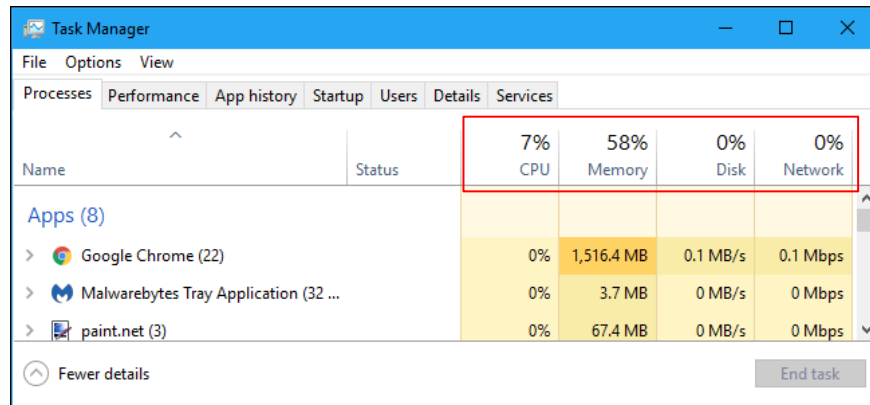 Task Manager
File Options View
Processes Performance App history Startup Users Details Services
7% 58% 0% 0%
Name Status CPU Memory Disk Network
Apps (8)
Google Chrome (22) 0% 1,516.4 MB 0.1 MB/s 0.1 Mbps
Malwarebytes Tray Application (32 ... 0% 3.7 MB 0 MB/s 0 Mbps
paint.net (3) 0% 67.4 MB 0 MB/s 0 Mbps
Fewer details End task